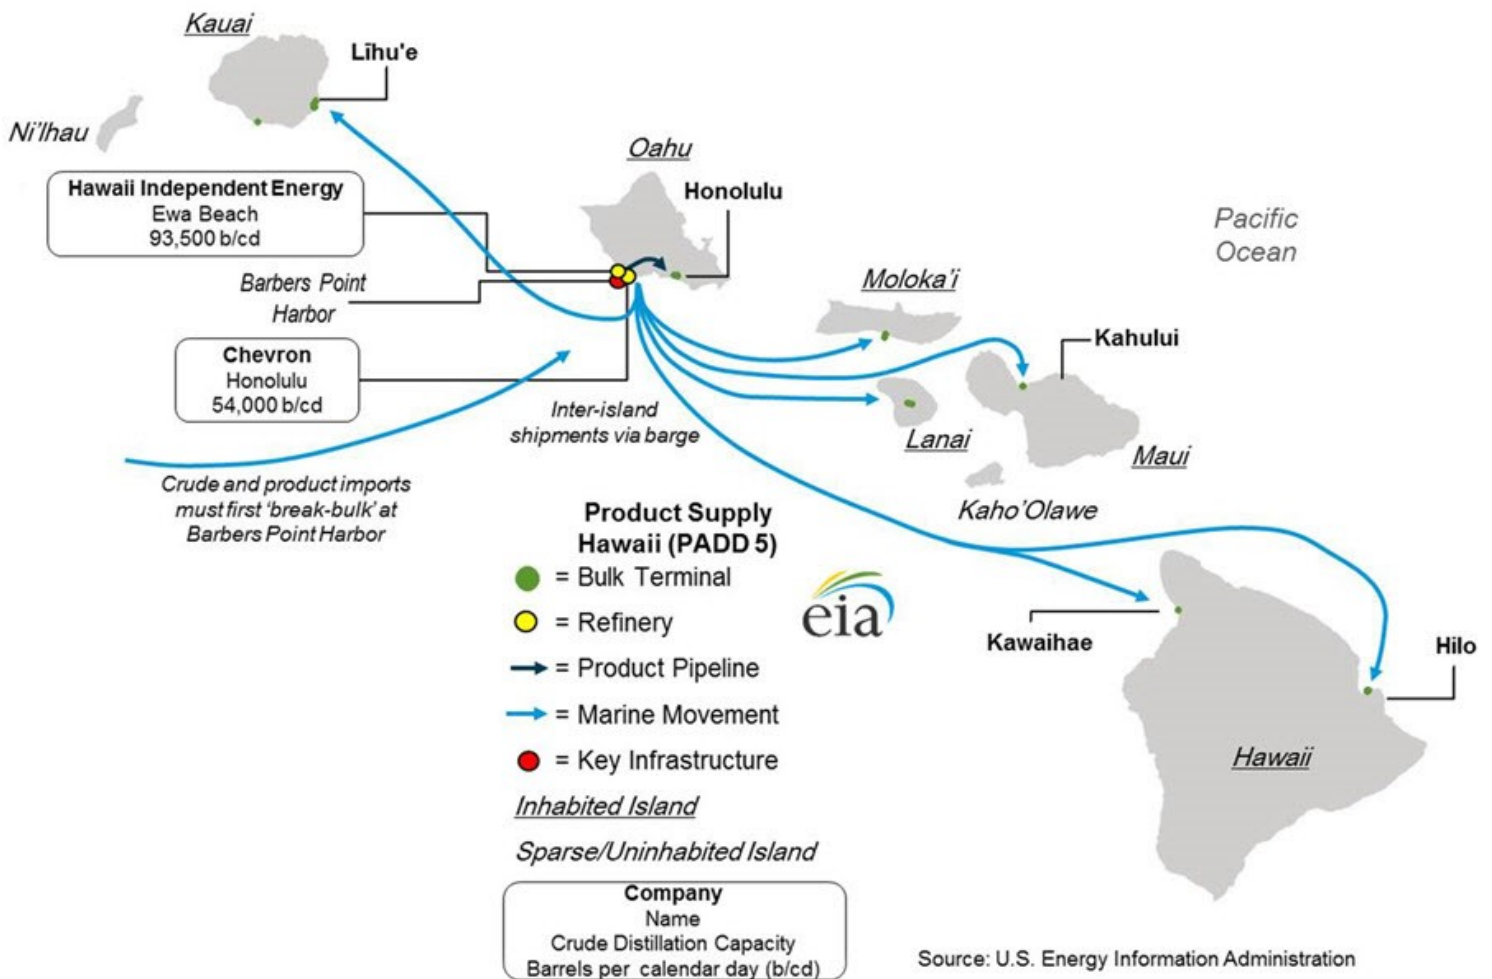 Kauai
Līhu'e
Ni'lhau
Oahu
Hawaii Independent Energy
Ewa Beach
93,500 b/cd
Honolulu
Pacific
Ocean
Barbers Point
Harbor
Moloka'i
Chevron
Honolulu
54,000 b/cd
Kahului
Inter-island
shipments via barge
Lanai
Maui
Crude and product imports
must first 'break-bulk' at
Barbers Point Harbor
Kaho'Olawe
Product Supply
Hawaii (PADD 5)
= Bulk Terminal
= Refinery
= Product Pipeline
= Marine Movement
= Key Infrastructure
Inhabited Island
Sparse/Uninhabited Island
eia
Kawaihae
Hilo
Hawaii
Company
Name
Crude Distillation Capacity
Barrels per calendar day (b/cd)
Source: U.S. Energy Information Administration